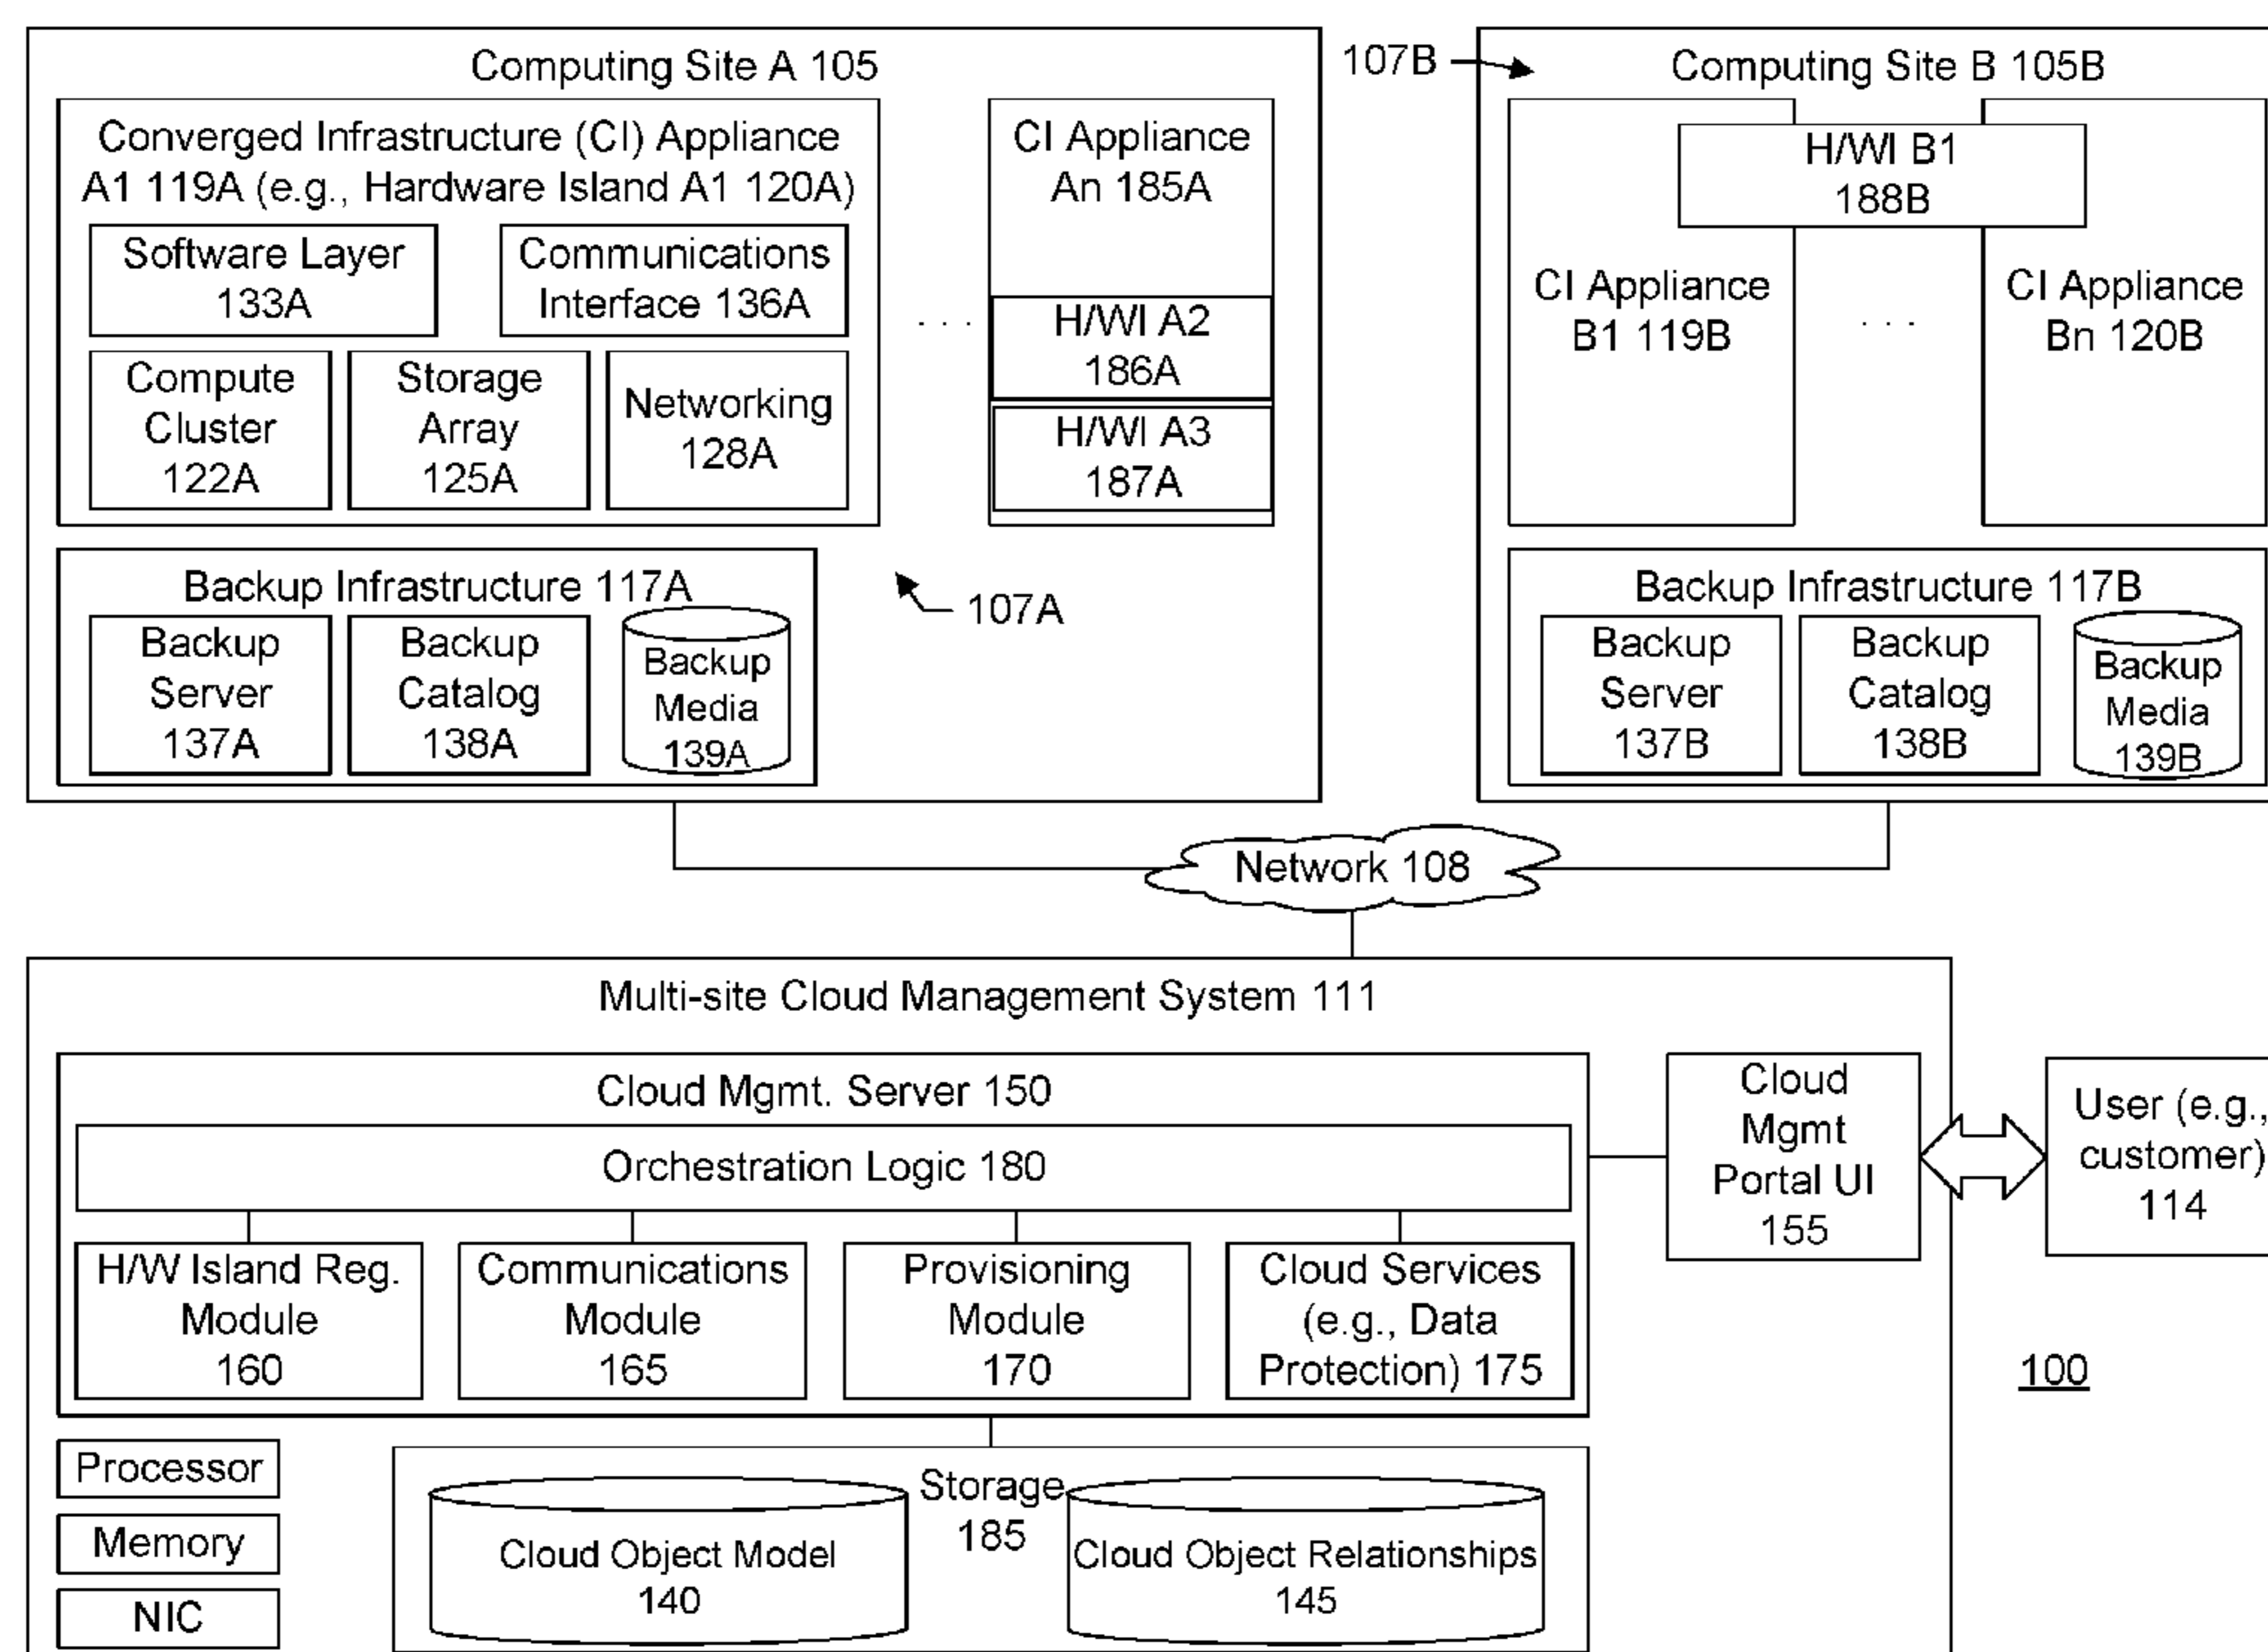 Computing Site A 105
Converged Infrastructure (CI) Appliance
A1 119A (e.g., Hardware Island A1 120A)
Software Layer
133A
Communications
Interface 136A
Compute
Cluster
122A
Storage
Array
125A
Networking
128A
. . .
CI Appliance
An 185A
H/WI A2
186A
H/WI A3
187A
Backup Infrastructure 117A
Backup
Server
137A
Backup
Catalog
138A
Backup
Media
139A
107A
107B
Computing Site B 105B
H/WI B1
188B
CI Appliance
B1 119B
. . .
CI Appliance
Bn 120B
Backup Infrastructure 117B
Backup
Server
137B
Backup
Catalog
138B
Backup
Media
139B
Network 108
Multi-site Cloud Management System 111
Cloud Mgmt. Server 150
Orchestration Logic 180
H/W Island Reg.
Module
160
Communications
Module
165
Provisioning
Module
170
Cloud Services
(e.g., Data
Protection) 175
Cloud
Mgmt
Portal UI
155
User (e.g.,
customer)
114
100
Processor
Memory
NIC
Storage
185
Cloud Object Model
140
Cloud Object Relationships
145